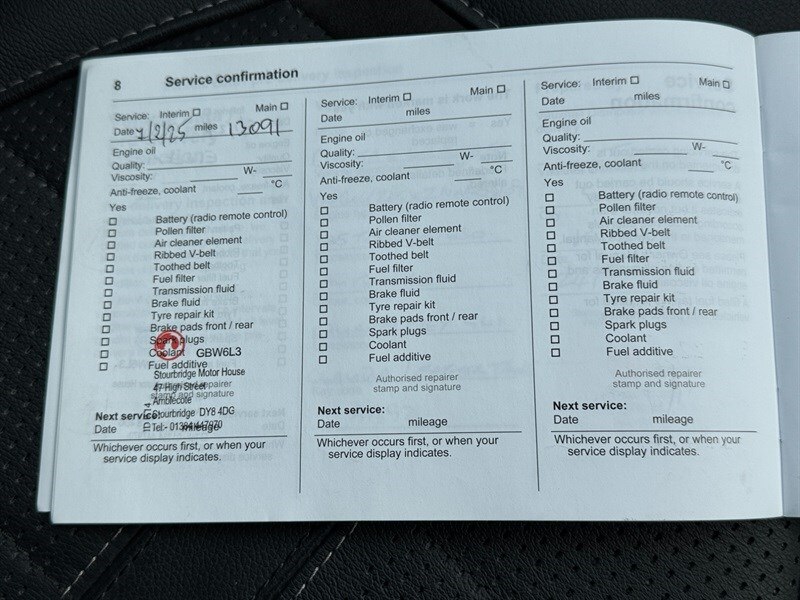 8 Service confirmation
Service: Interim ☐ Main ☐
Date 7/2/25 miles 13091
Engine oil
Quality:
Viscosity: W-
Anti-freeze, coolant °C
Yes
☐ Battery (radio remote control)
☐ Pollen filter
☐ Air cleaner element
☐ Ribbed V-belt
☐ Toothed belt
☐ Fuel filter
☐ Transmission fluid
☐ Brake fluid
☐ Tyre repair kit
☐ Brake pads front / rear
☐ Spark plugs
☐ Coolant GBW6L3
☐ Fuel additive
Stourbridge Motor House
Authorised repairer
47 High Street
stamp and signature
Amblecote
Stourbridge DY8 4DG
Next service:
Tel:- 01384
Date mileage
Whichever occurs first, or when your
service display indicates.
Service: Interim ☐ Main ☐
Date miles
Engine oil
Quality:
Viscosity: W-
Anti-freeze, coolant °C
Yes
☐ Battery (radio remote control)
☐ Pollen filter
☐ Air cleaner element
☐ Ribbed V-belt
☐ Toothed belt
☐ Fuel filter
☐ Transmission fluid
☐ Brake fluid
☐ Tyre repair kit
☐ Brake pads front / rear
☐ Spark plugs
☐ Coolant
☐ Fuel additive
Authorised repairer
stamp and signature
Next service:
Date mileage
Whichever occurs first, or when your
service display indicates.
Service: Interim ☐ Main ☐
Date miles
Engine oil
Quality:
Viscosity: W-
Anti-freeze, coolant °C
Yes
☐ Battery (radio remote control)
☐ Pollen filter
☐ Air cleaner element
☐ Ribbed V-belt
☐ Toothed belt
☐ Fuel filter
☐ Transmission fluid
☐ Brake fluid
☐ Tyre repair kit
☐ Brake pads front / rear
☐ Spark plugs
☐ Coolant
☐ Fuel additive
Authorised repairer
stamp and signature
Next service:
Date mileage
Whichever occurs first, or when your
service display indicates.